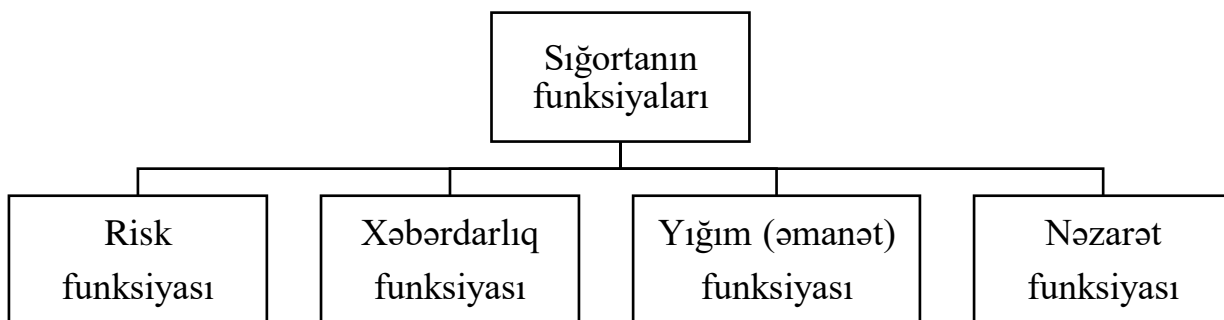 Sığortanın
funksiyaları
Risk
funksiyası
Xəbərdarlıq
funksiyası
Yığım (əmanət)
funksiyası
Nəzarət
funksiyası